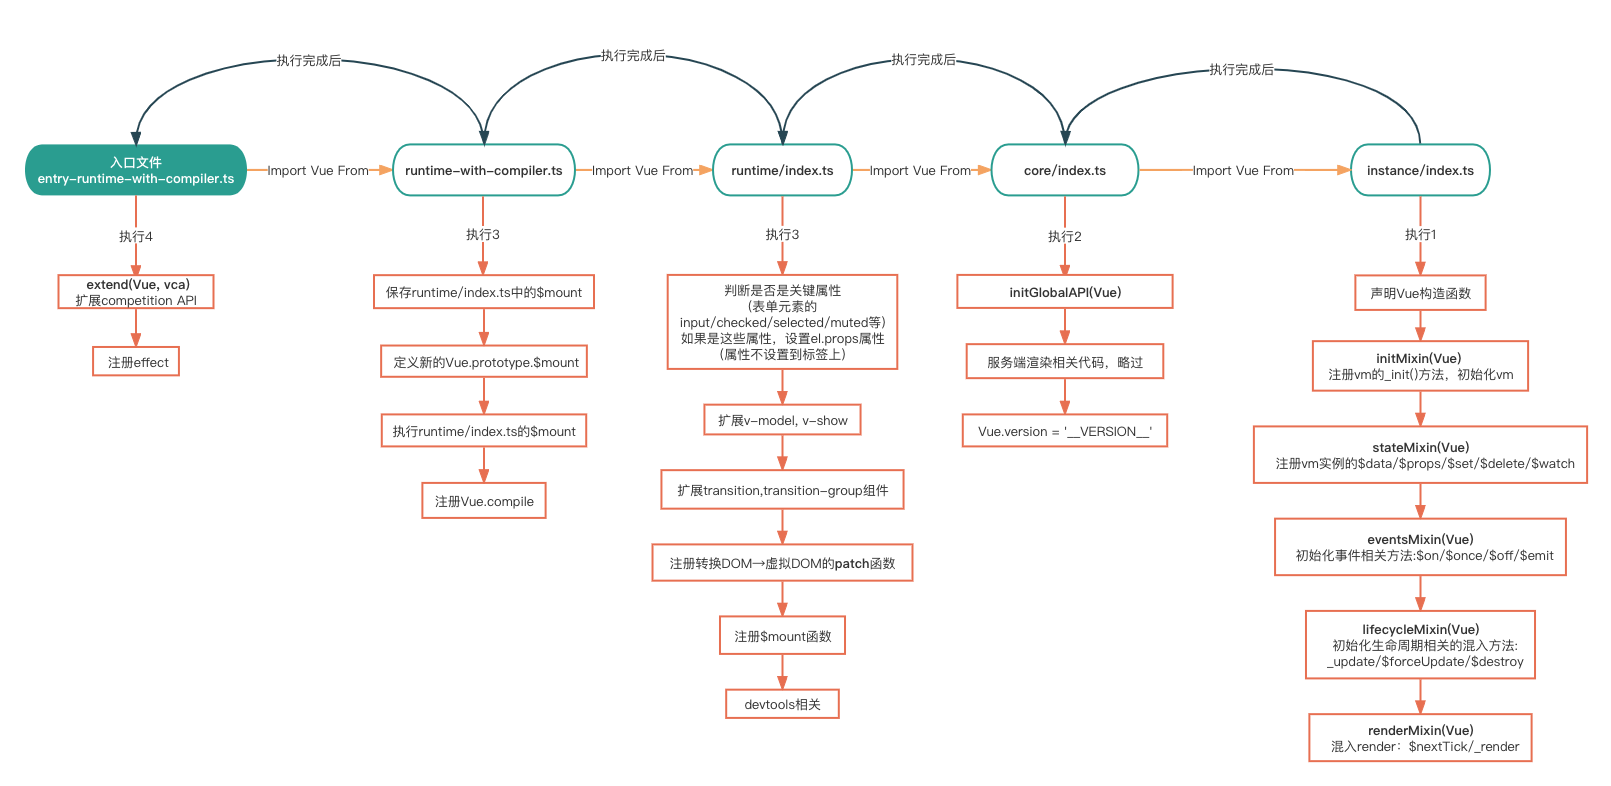 执行完成后
执行完成后
执行完成后
执行完成后
入口文件
entry-runtime-with-compiler.ts
Import Vue From
runtime-with-compiler.ts
Import Vue From
runtime/index.ts
Import Vue From
core/index.ts
Import Vue From
instance/index.ts
执行4
extend(Vue, vca)
扩展competition API
注册effect
执行3
保存runtime/index.ts中的$mount
定义新的Vue.prototype.$mount
执行runtime/index.ts的$mount
注册Vue.compile
执行3
判断是否是关键属性
(表单元素的
input/checked/selected/muted等)
如果是这些属性，设置el.props属性
(属性不设置到标签上)
扩展v-model, v-show
扩展transition,transition-group组件
注册转换DOM→虚拟DOM的patch函数
注册$mount函数
devtools相关
执行2
initGlobalAPI(Vue)
服务端渲染相关代码，略过
Vue.version = '__VERSION__'
执行1
声明Vue构造函数
initMixin(Vue)
注册vm的_init()方法，初始化vm
stateMixin(Vue)
注册vm实例的$data/$props/$set/$delete/$watch
eventsMixin(Vue)
初始化事件相关方法:$on/$once/$off/$emit
lifecycleMixin(Vue)
初始化生命周期相关的混入方法:
_update/$forceUpdate/$destroy
renderMixin(Vue)
混入render：$nextTick/_render